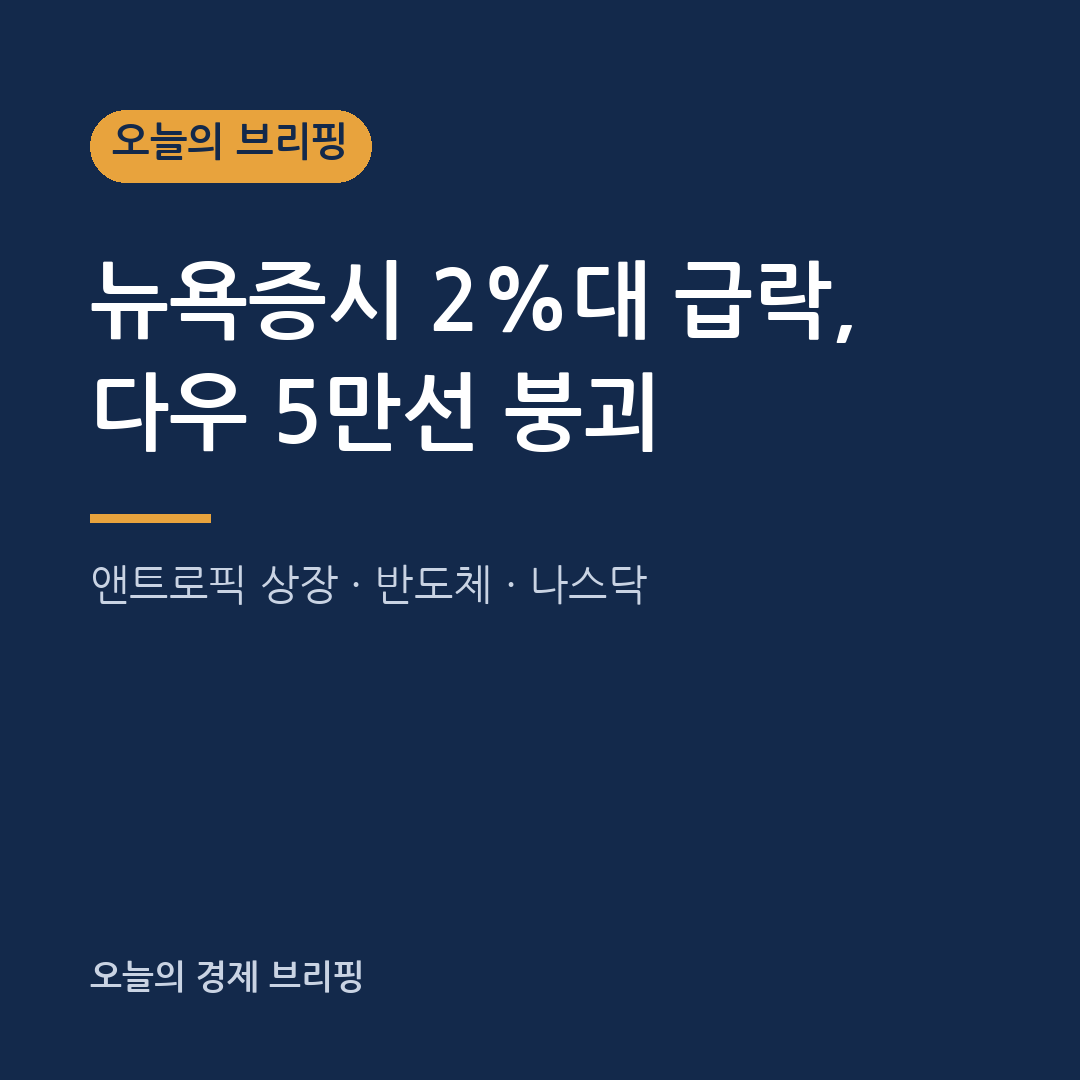 오늘의 브리핑
뉴욕증시 2%대 급락,
다우 5만선 붕괴
앤트로픽 상장 · 반도체 · 나스닥
오늘의 경제 브리핑